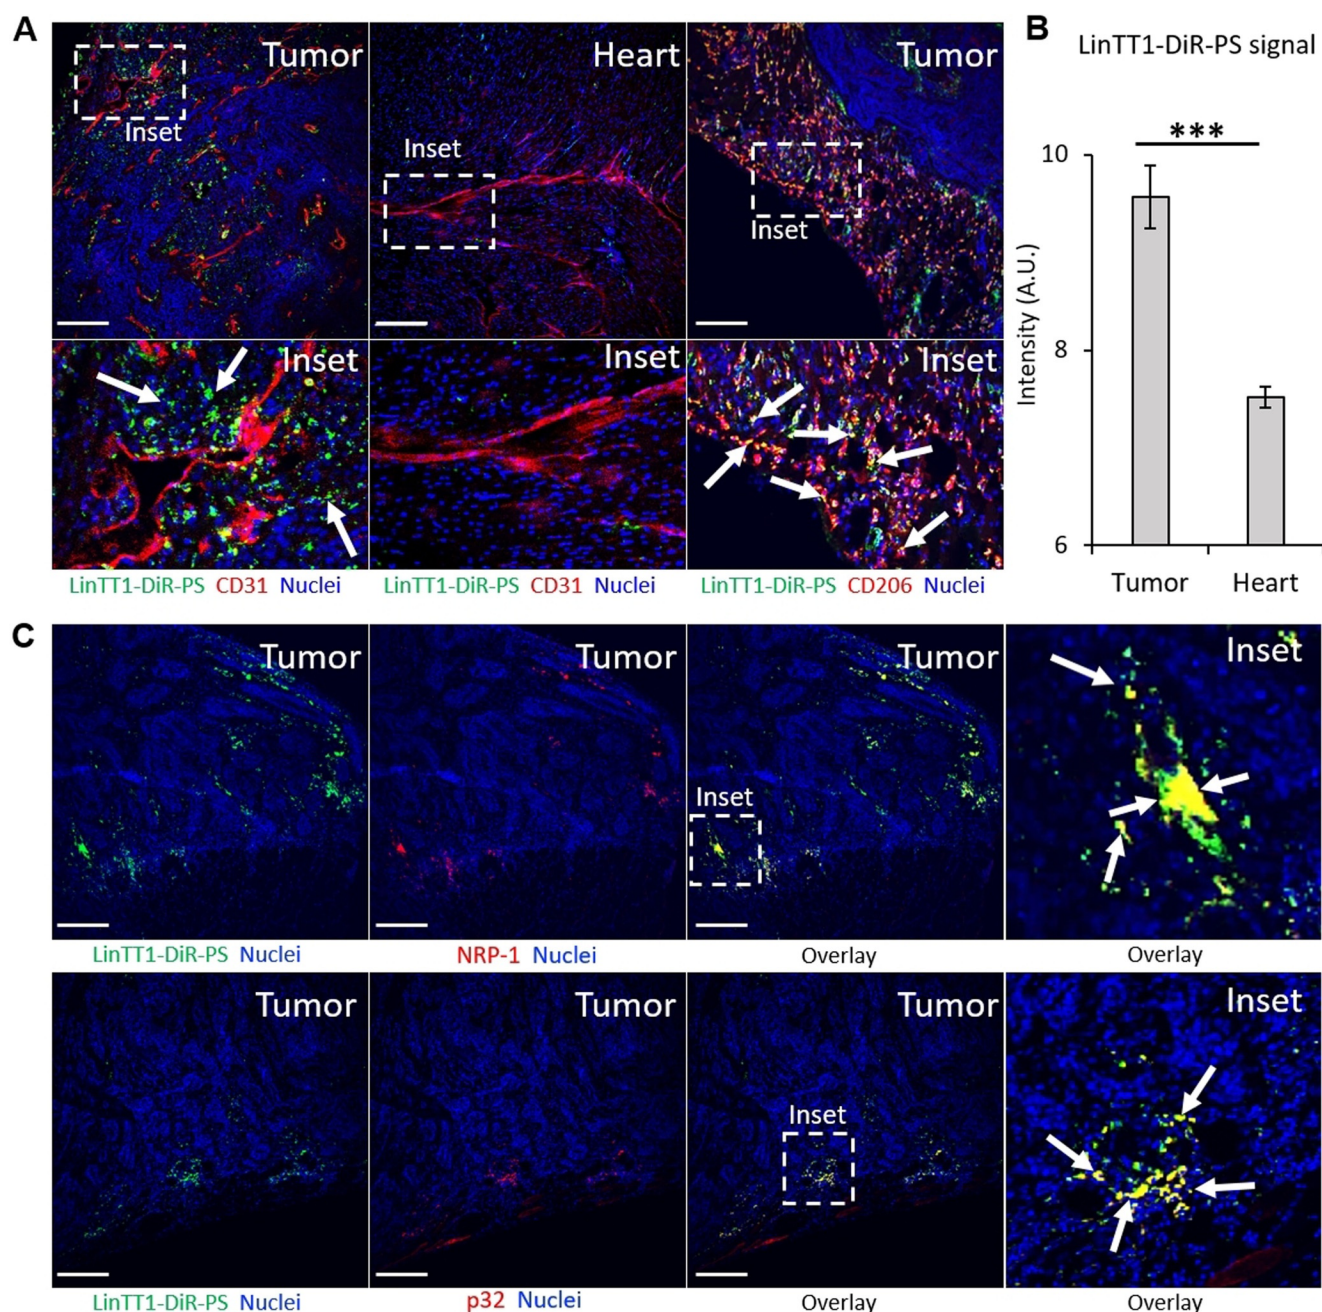 A
Tumor
Inset
Heart
Inset
Tumor
Inset
Inset
Inset
Inset
LinTT1-DiR-PS CD31 Nuclei
LinTT1-DiR-PS CD31 Nuclei
LinTT1-DiR-PS CD206 Nuclei
B
LinTT1-DiR-PS signal
***
10
8
6
Intensity (A.U.)
Tumor
Heart
C
Tumor
Tumor
Tumor
Inset
Inset
LinTT1-DiR-PS Nuclei
NRP-1 Nuclei
Overlay
Overlay
Tumor
Tumor
Tumor
Inset
Inset
LinTT1-DiR-PS Nuclei
p32 Nuclei
Overlay
Overlay